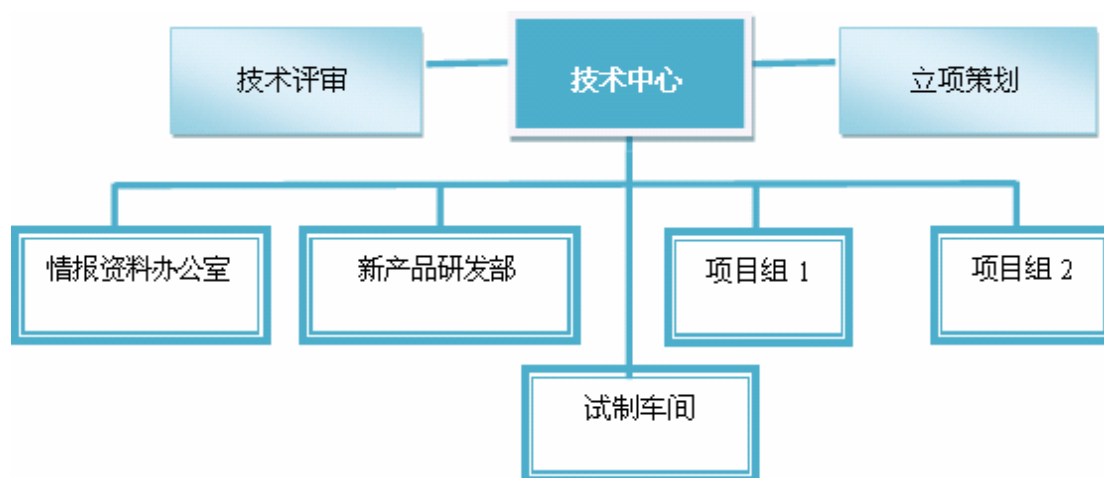 技术评审
技术中心
立项策划
情报资料办公室
新产品研发部
项目组 1
项目组 2
试制车间